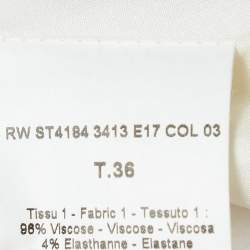 RW ST4184 3413 E17 COL 03
T.36
Tissu 1 - Fabric 1 - Tessuto 1 :
96% Viscose - Viscose - Viscosa
4% Elasthanne - Elastane